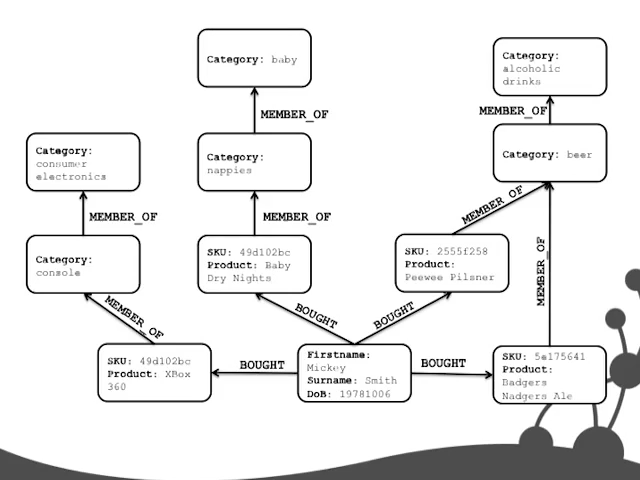 Category: baby
Category:
alcoholic
drinks
MEMBER_OF
MEMBER_OF
Category:
consumer
electronics
Category:
nappies
Category: beer
MEMBER_OF
MEMBER_OF
MEMBER_OF
Category:
console
SKU: 49d102bc
Product: Baby
Dry Nights
SKU: 2555f258
Product:
Peewee Pilsner
MEMBER_OF
MEMBER_OF
BOUGHT
BOUGHT
SKU: 49d102bc
Product: XBox
360
BOUGHT
Firstname:
Mickey
Surname: Smith
DoB: 19781006
BOUGHT
SKU: 5e175641
Product:
Badgers
Nadgers Ale